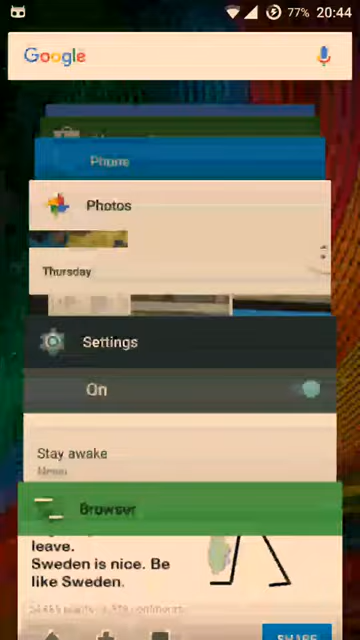 77% 20:44
Google
Phone
Photos
Thursday
Settings
On
Stay awake
Never
Browser
leave.
Sweden is nice. Be
like Sweden.
SHARE